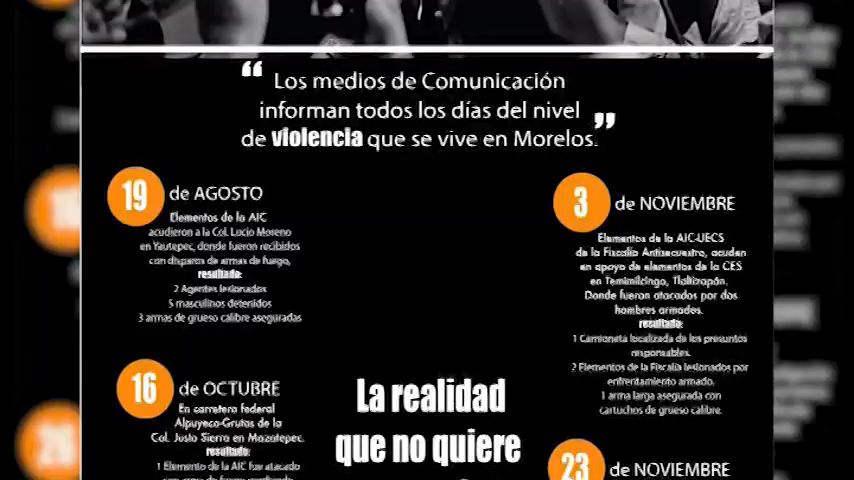 “ Los medios de Comunicación
informan todos los días del nivel
de violencia que se vive en Morelos. ”
19 de AGOSTO
Elementos de la AIC
acudieron a la Col. Lucio Moreno
en Yautepec, donde fueron recibidos
con disparos de armas de fuego,
resultado:
2 Agentes lesionados
5 masculinos detenidos
3 armas de grueso calibre aseguradas
16 de OCTUBRE
En carretera federal
Alpuyeca-Grutas de la
Col. Justo Sierra en Mazatepec.
resultado:
1 Elemento de la AIC fue atacado
La realidad
que no quiere
3 de NOVIEMBRE
Elementos de la AIC-UECS
de la Fiscalía Antisecuestro, acuden
en apoyo de elementos de la CES
en Temimilcingo, Tlaltizapán.
Donde fueron atacados por dos
hombres armados.
resultado:
1 Camioneta localizada de los presuntos
responsables.
2 Elementos de la Fiscalía lesionados por
enfrentamiento armado.
1 arma larga asegurada con
cartuchos de grueso calibre.
23 de NOVIEMBRE